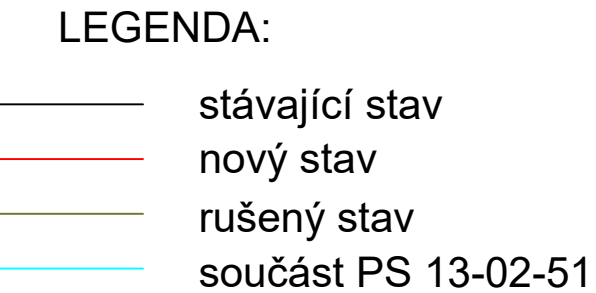 LEGENDA:
stávající stav
nový stav
rušený stav
součást PS 13-02-51